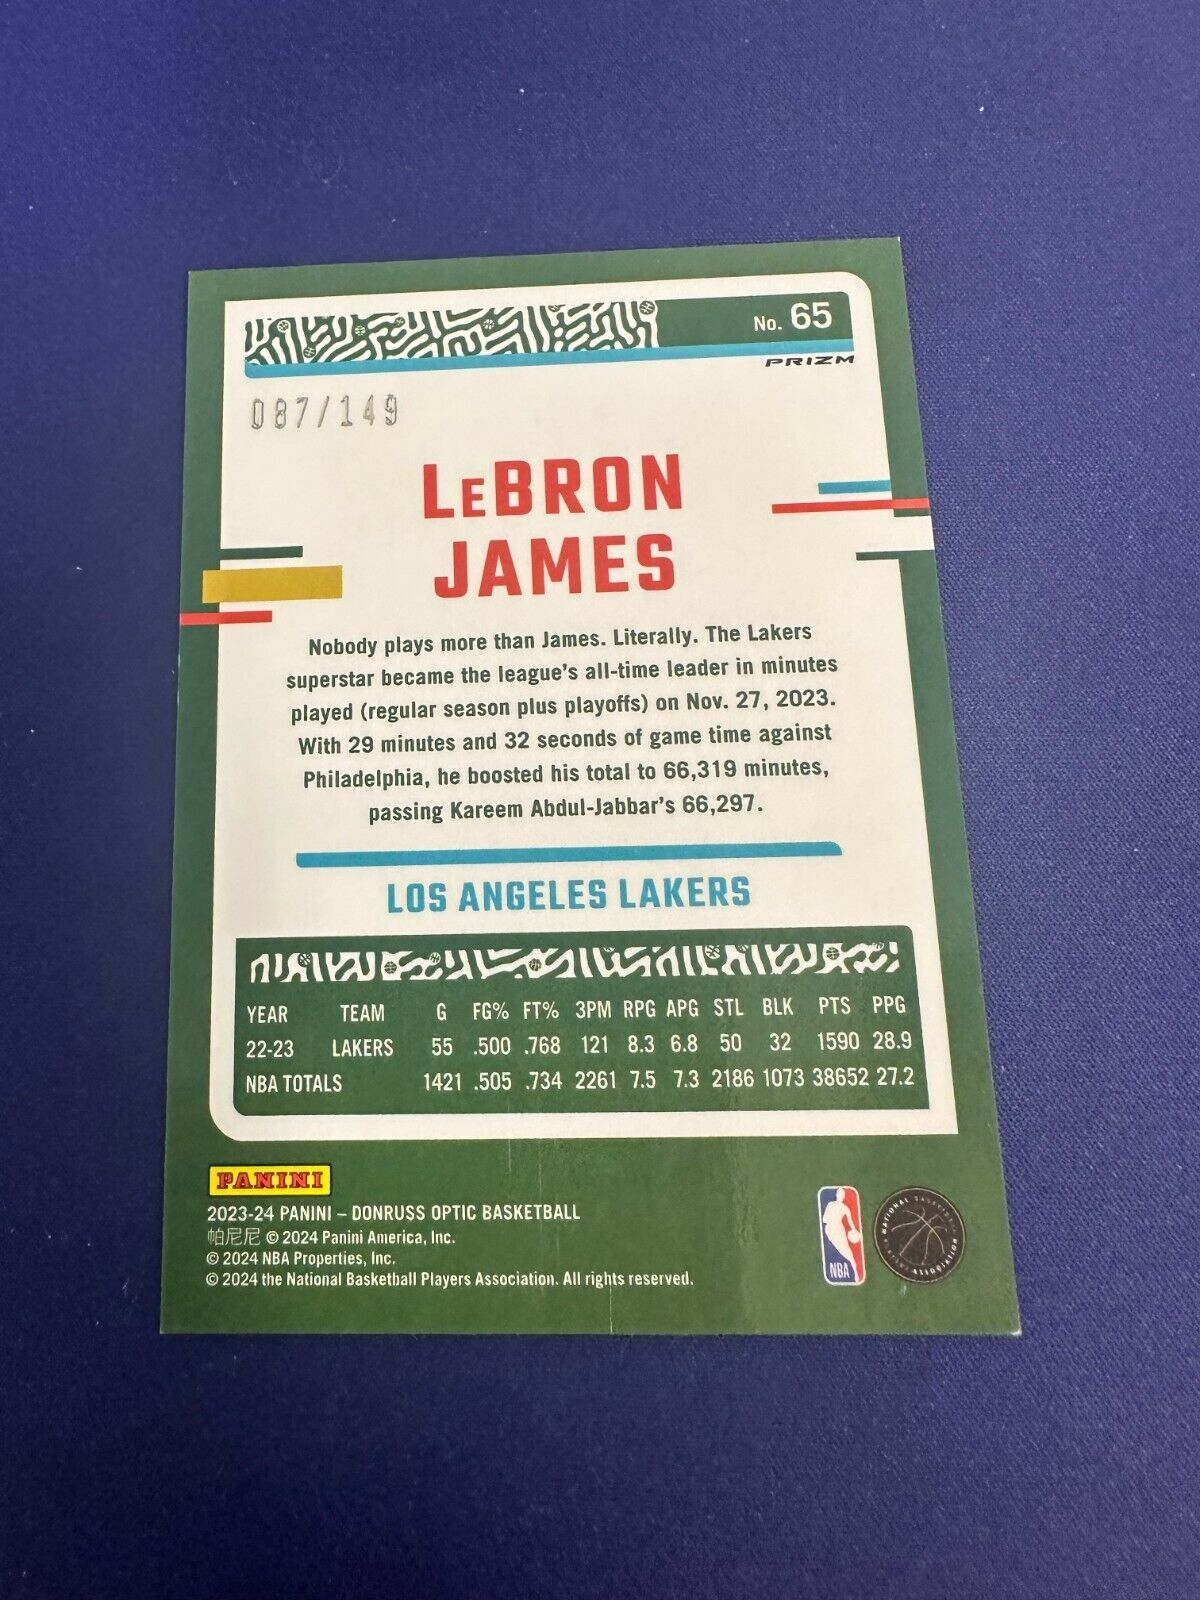 No. 65
PRIZM
087/149
LeBRON
JAMES
Nobody plays more than James. Literally. The Lakers
superstar became the league's all-time leader in minutes
played (regular season plus playoffs) on Nov. 27, 2023.
With 29 minutes and 32 seconds of game time against
Philadelphia, he boosted his total to 66,319 minutes,
passing Kareem Abdul-Jabbar's 66,297.
LOS ANGELES LAKERS
YEAR TEAM G FG% FT% 3PM RPG APG STL BLK PTS PPG
22-23 LAKERS 55 .500 .768 121 8.3 6.8 50 32 1590 28.9
NBA TOTALS 1421 .505 .734 2261 7.5 7.3 2186 1073 38652 27.2
PANINI
2023-24 PANINI – DONRUSS OPTIC BASKETBALL
帕尼尼 © 2024 Panini America, Inc.
© 2024 NBA Properties, Inc.
© 2024 the National Basketball Players Association. All rights reserved.
NBA
NATIONAL BASKETBALL
PLAYERS ASSOCIATION